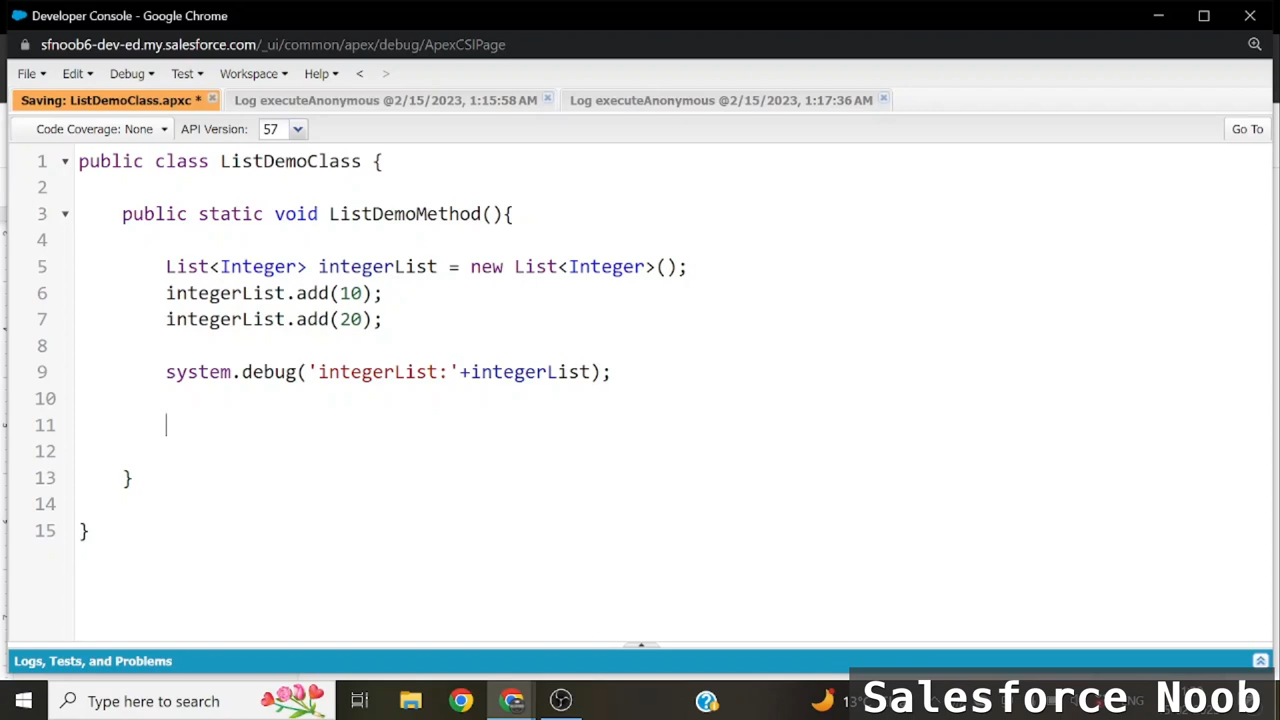 Developer Console - Google Chrome
sfnoob6-dev-ed.my.salesforce.com/_ui/common/apex/debug/ApexCSIPage
File Edit Debug Test Workspace Help < >
Saving: ListDemoClass.apxc * Log executeAnonymous @2/15/2023, 1:15:58 AM Log executeAnonymous @2/15/2023, 1:17:36 AM
Code Coverage: None API Version: 57 Go To
1 public class ListDemoClass {
2
3 public static void ListDemoMethod(){
4
5 List<Integer> integerList = new List<Integer>();
6 integerList.add(10);
7 integerList.add(20);
8
9 system.debug('integerList:'+integerList);
10
11
12
13 }
14
15 }
Logs, Tests, and Problems
Type here to search
Salesforce Noob